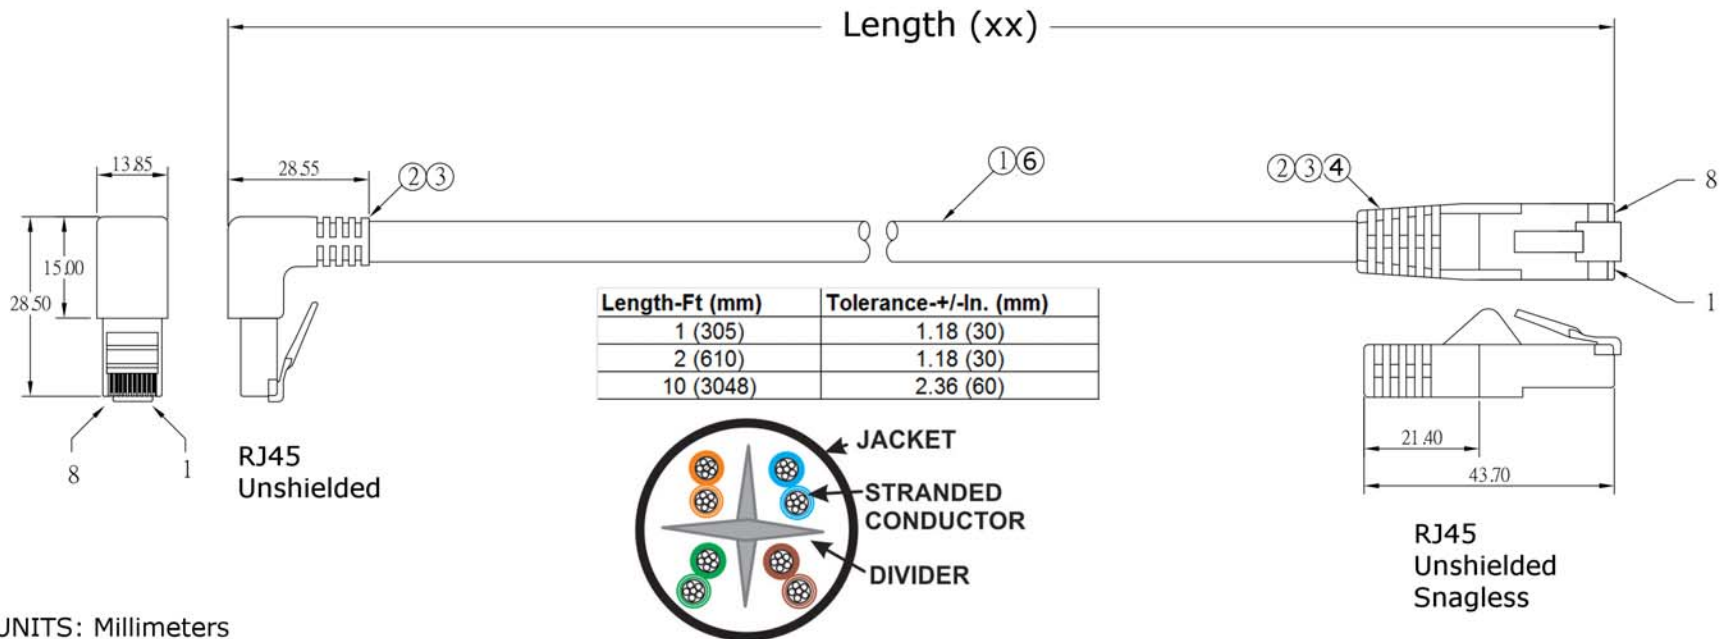 Length (xx)
13.85
28.55
②③
①⑥
②③④
8
15.00
28.50
1
Length-Ft (mm) Tolerance-+/-In. (mm)
1 (305) 1.18 (30)
2 (610) 1.18 (30)
10 (3048) 2.36 (60)
8 1
RJ45
Unshielded
JACKET
STRANDED
CONDUCTOR
DIVIDER
21.40
43.70
RJ45
Unshielded
Snagless
UNITS: Millimeters